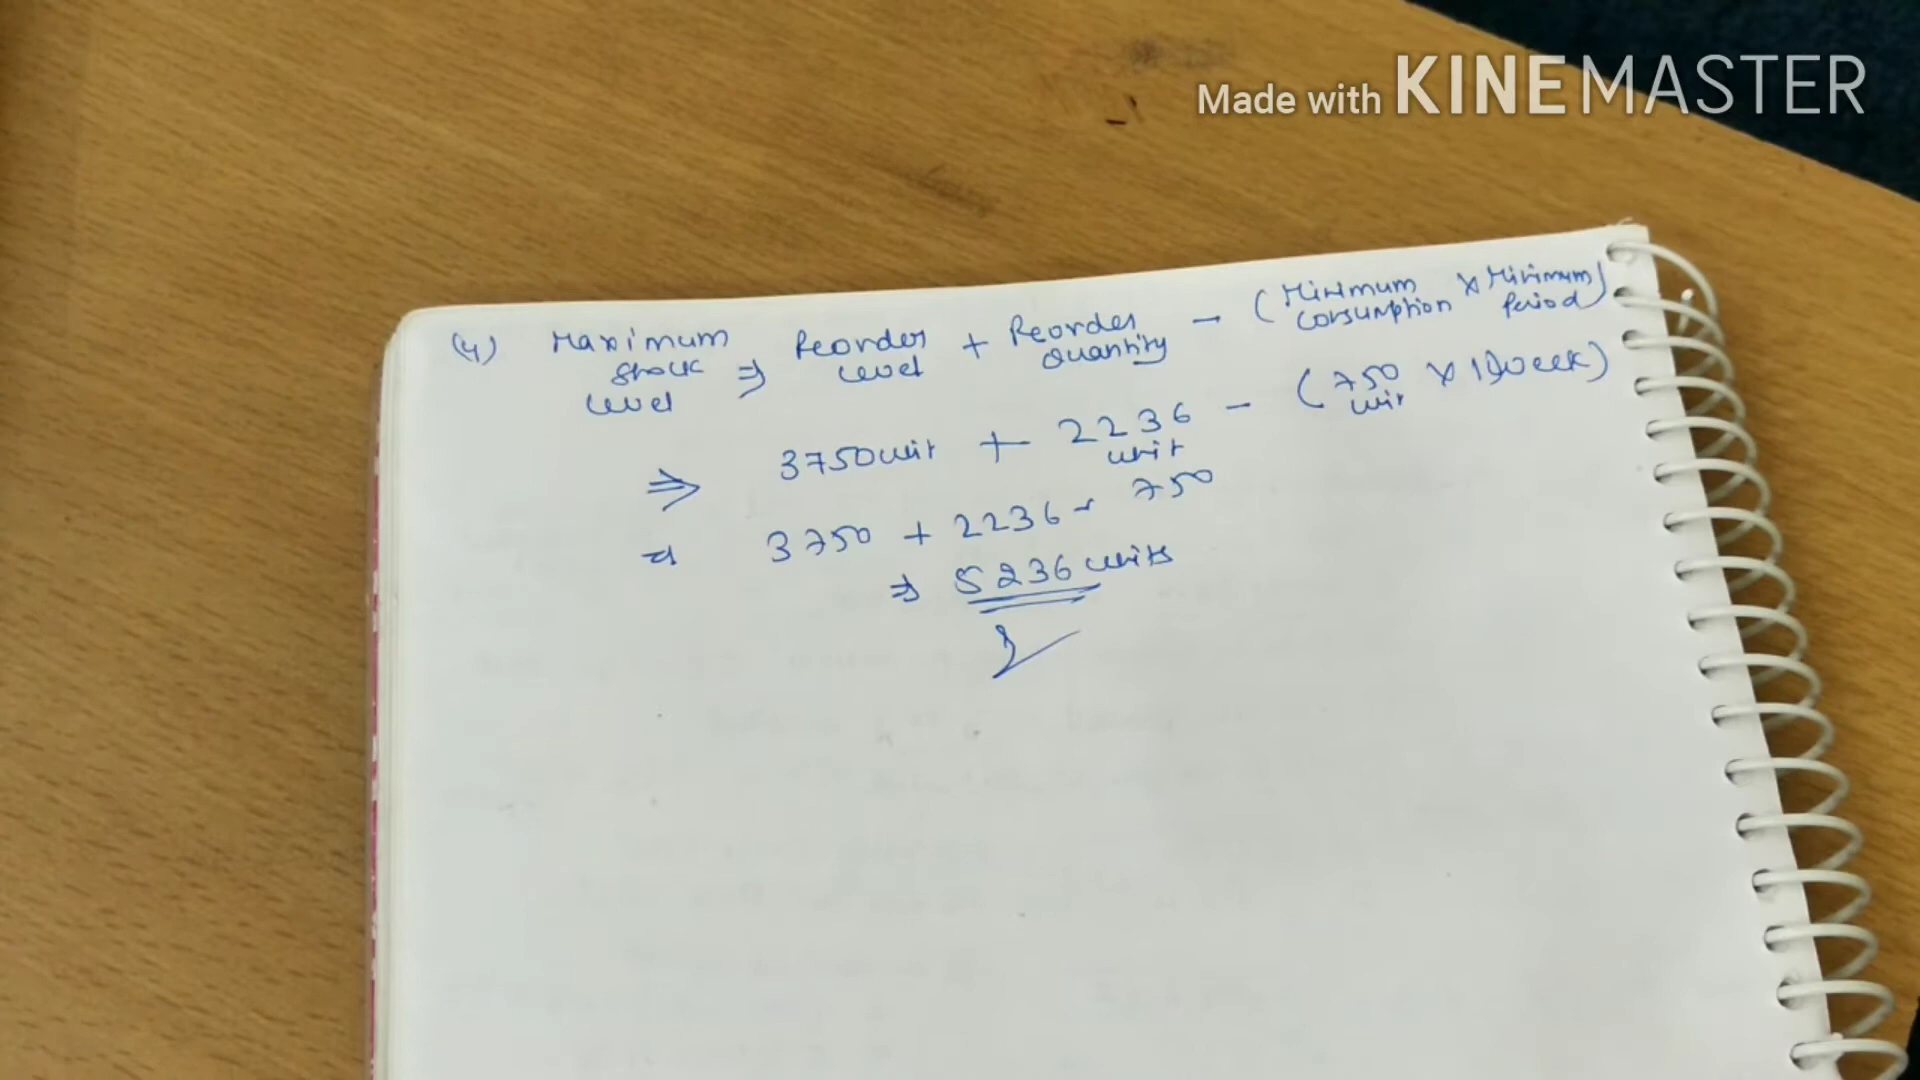 Made with KINEMASTER
(4) Maximum Stock Level ⇒ Reorder Level + Reorder Quantity - (Minimum Consumption × Minimum Period)
⇒ 3750 unit + 2236 unit - (750 unit × 1 week)
⇒ 3750 + 2236 - 750
⇒ 5236 units